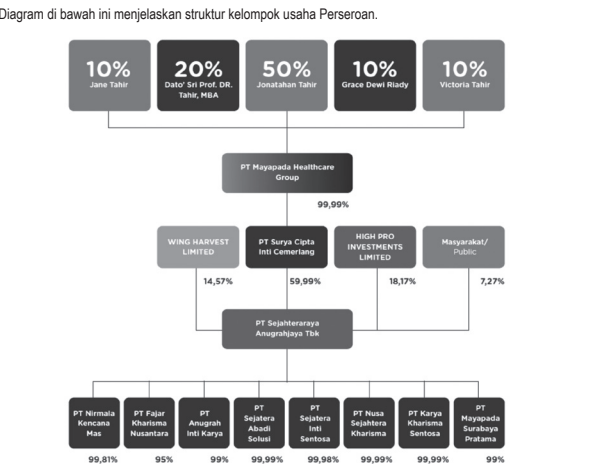 Diagram di bawah ini menjelaskan struktur kelompok usaha Perseroan.
10%
Jane Tahir
20%
Dato' Sri Prof. DR.
Tahir, MBA
50%
Jonatahan Tahir
10%
Grace Dewi Riady
10%
Victoria Tahir
PT Mayapada Healthcare
Group
99,99%
WING HARVEST
LIMITED
PT Surya Cipta
Inti Cemerlang
HIGH PRO
INVESTMENTS
LIMITED
Masyarakat/
Public
14,57%
59,99%
18,17%
7,27%
PT Sejahteraraya
Anugrahjaya Tbk
PT Nirmala
Kencana
Mas
PT Fajar
Kharisma
Nusantara
PT
Anugrah
Inti Karya
PT
Sejatera
Abadi
Solusi
PT
Sejatera
Inti
Sentosa
PT Nusa
Sejahtera
Kharisma
PT Karya
Kharisma
Sentosa
PT
Mayapada
Surabaya
Pratama
99,81%
95%
99%
99,99%
99,98%
99,99%
99,99%
99%